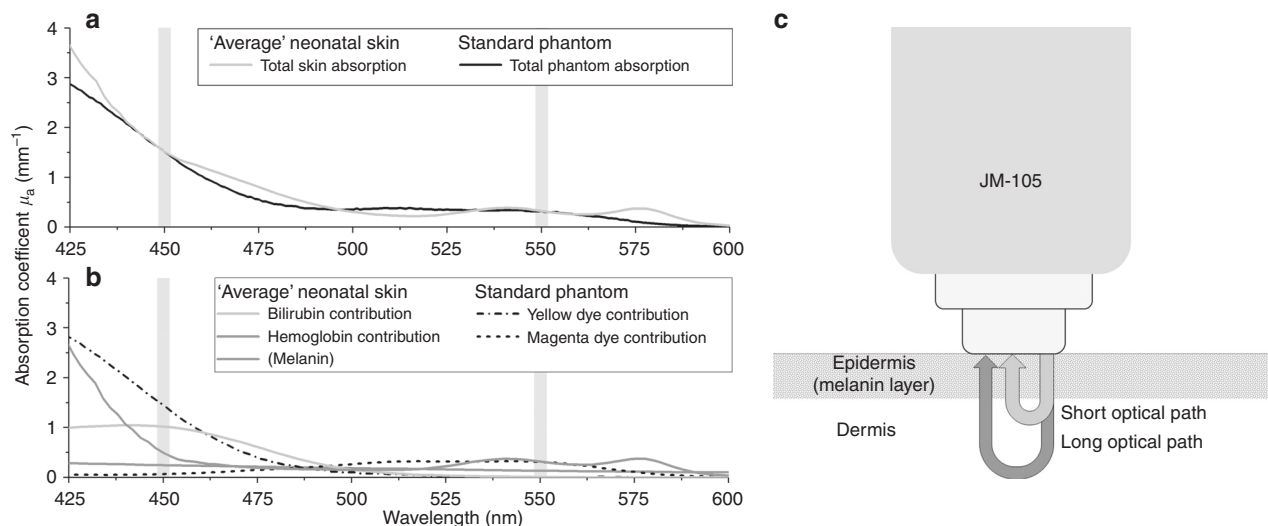 a
4
3
2
1
0
'Average' neonatal skin
Standard phantom
Total skin absorption
Total phantom absorption
425 450 475 500 525 550 575 600
b
4
3
2
1
0
'Average' neonatal skin
Standard phantom
Bilirubin contribution
Yellow dye contribution
Hemoglobin contribution
Magenta dye contribution
(Melanin)
425 450 475 500 525 550 575 600
Absorption coefficent μa (mm−1)
Wavelength (nm)
c
JM-105
Epidermis
(melanin layer)
Dermis
Short optical path
Long optical path